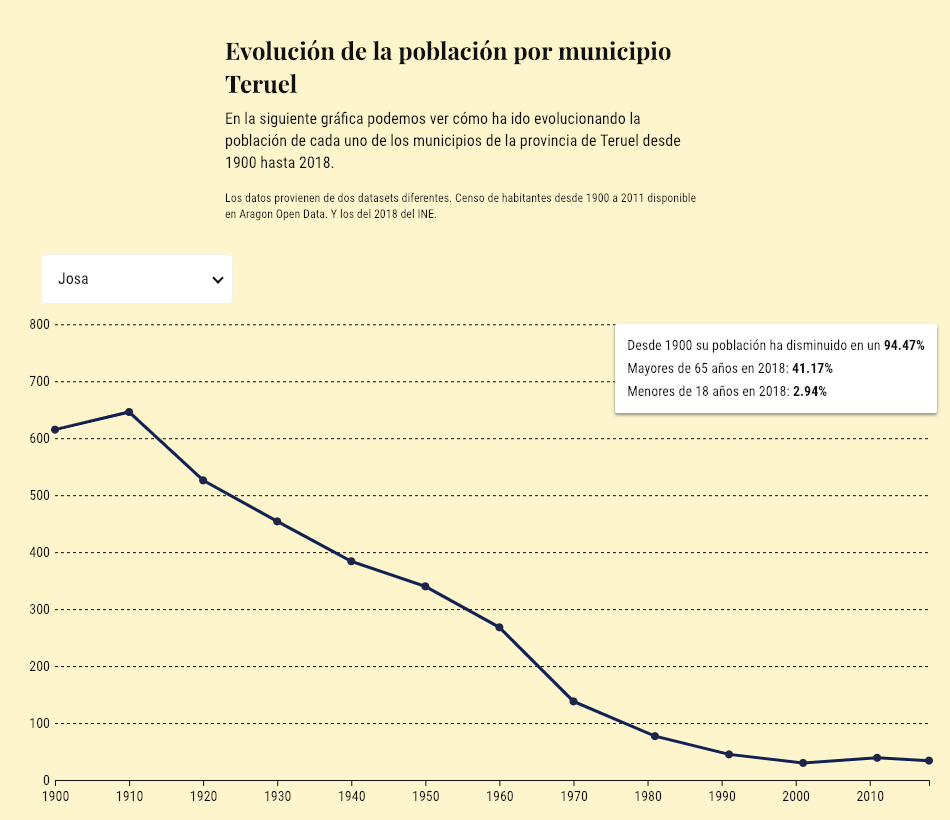 Evolución de la población por municipio
Teruel
En la siguiente gráfica podemos ver cómo ha ido evolucionando la
población de cada uno de los municipios de la provincia de Teruel desde
1900 hasta 2018.
Los datos provienen de dos datasets diferentes. Censo de habitantes desde 1900 a 2011 disponible
en Aragon Open Data. Y los del 2018 del INE.
Josa
Desde 1900 su población ha disminuido en un 94.47%
Mayores de 65 años en 2018: 41.17%
Menores de 18 años en 2018: 2.94%
800
700
600
500
400
300
200
100
0
1900 1910 1920 1930 1940 1950 1960 1970 1980 1990 2000 2010